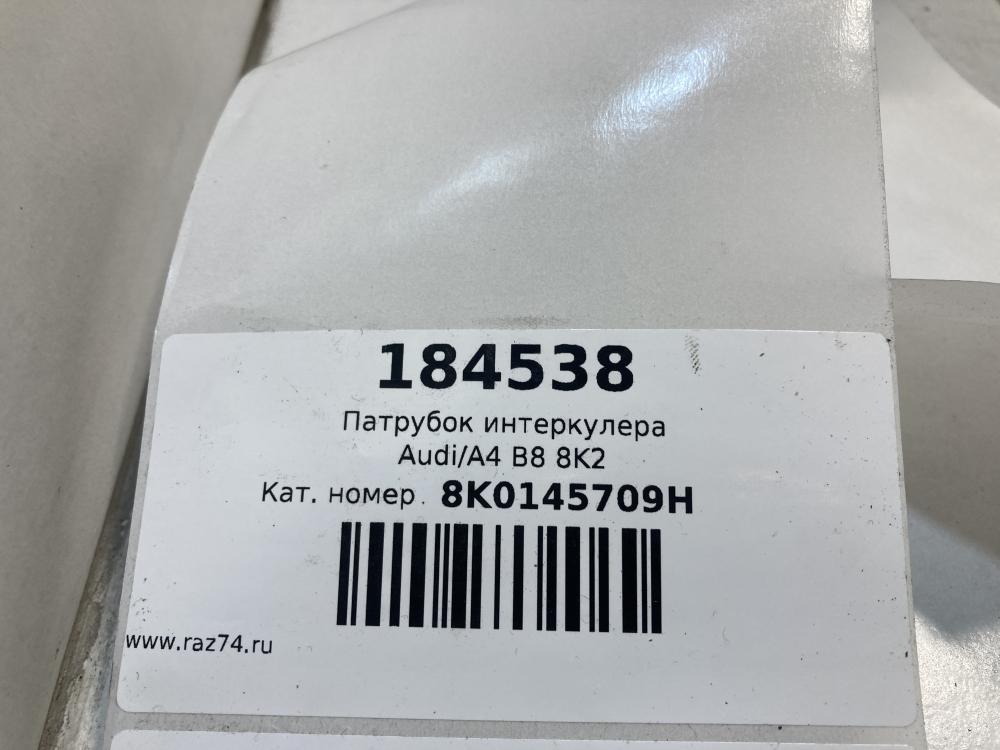 184538
Патрубок интеркулера
Audi/A4 B8 8K2
Кат. номер. 8K0145709H
www.raz74.ru